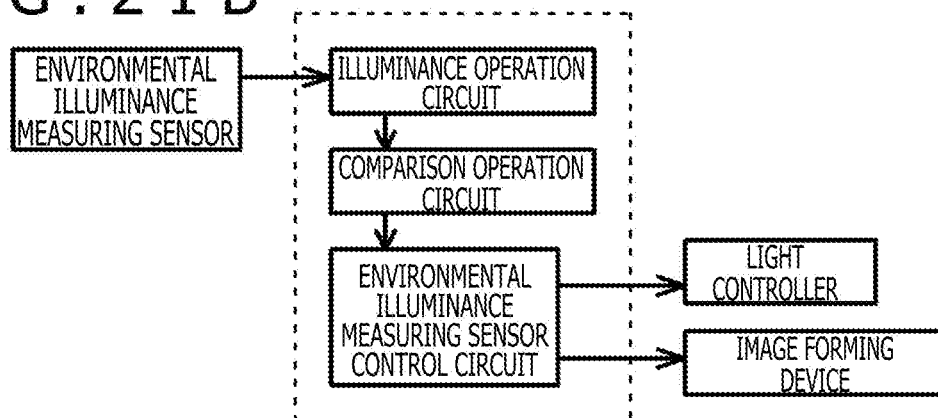 G.21B
ENVIRONMENTAL
ILLUMINANCE
MEASURING SENSOR
ILLUMINANCE OPERATION
CIRCUIT
COMPARISON OPERATION
CIRCUIT
ENVIRONMENTAL
ILLUMINANCE
MEASURING SENSOR
CONTROL CIRCUIT
LIGHT
CONTROLLER
IMAGE FORMING
DEVICE